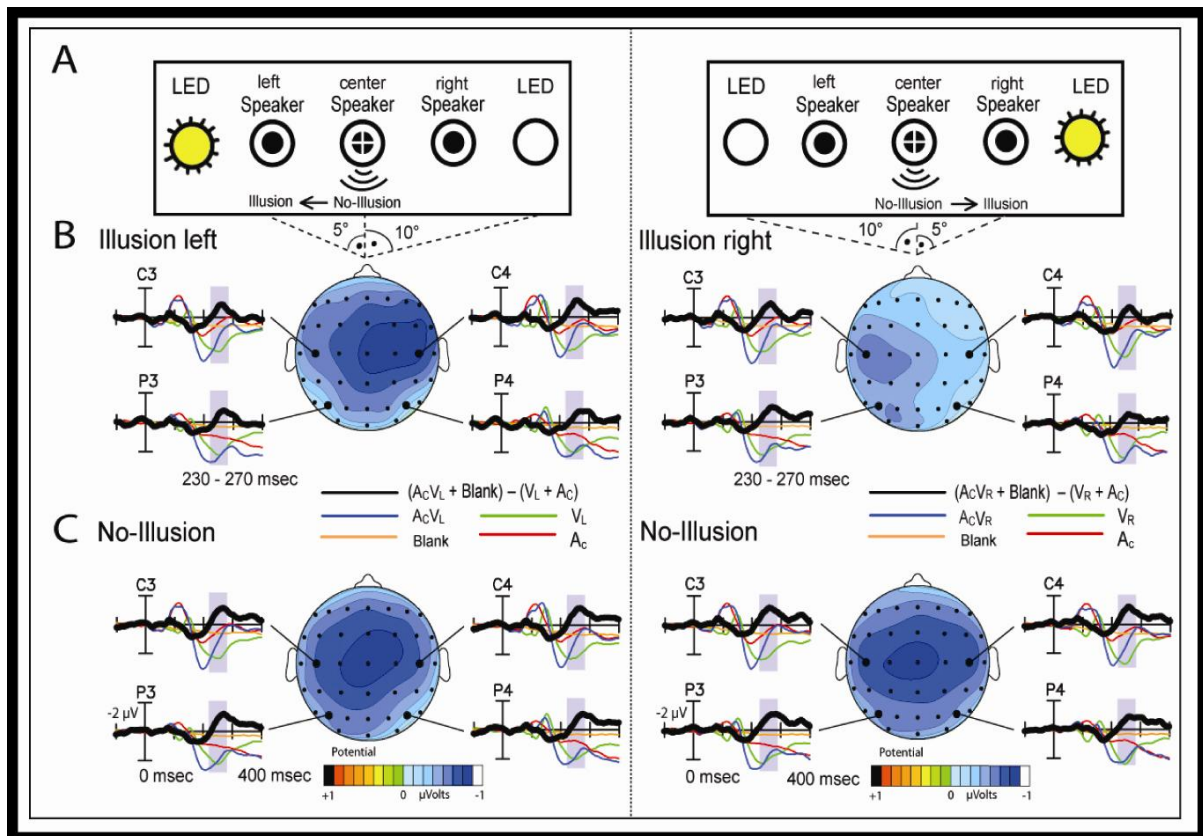 A
LED left Speaker center Speaker right Speaker LED
Illusion ← No-Illusion
LED left Speaker center Speaker right Speaker LED
No-Illusion → Illusion
B Illusion left 5° 10°
C3 C4
P3 P4
230 - 270 msec
(AcVL + Blank) – (VL + AC)
AcVL VL
Blank Ac
Illusion right 10° 5°
C3 C4
P3 P4
230 - 270 msec
(AcVR + Blank) – (VR + AC)
AcVR VR
Blank Ac
C No-Illusion
C3 C4
P3 P4
-2 µV
0 msec 400 msec
Potential
+1 0 µVolts -1
No-Illusion
C3 C4
P3 P4
-2 µV
0 msec 400 msec
Potential
+1 0 µVolts -1